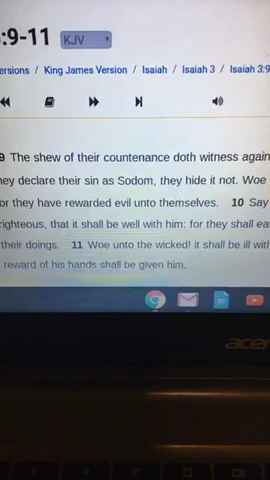 :9-11 KJV
ersions / King James Version / Isaiah / Isaiah 3 / Isaiah 3:9
9 The shew of their countenance doth witness again
hey declare their sin as Sodom, they hide it not. Woe
or they have rewarded evil unto themselves. 10 Say
righteous, that it shall be well with him: for they shall ea
their doings. 11 Woe unto the wicked! it shall be ill with
reward of his hands shall be given him.
acer